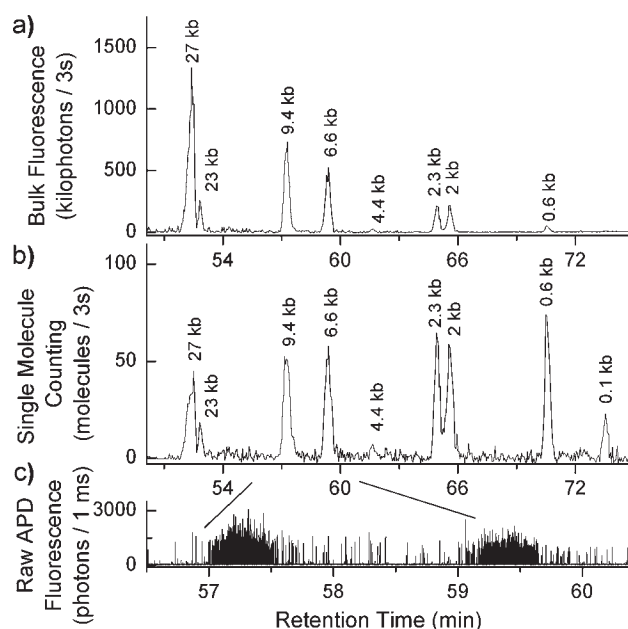 a)
Bulk Fluorescence
(kilophotons / 3s)
1500
1000
500
0
27 kb
23 kb
9.4 kb
6.6 kb
4.4 kb
2.3 kb
2 kb
0.6 kb
54 60 66 72
b)
Single Molecule
Counting
(molecules / 3s)
100
50
0
27 kb
23 kb
9.4 kb
6.6 kb
4.4 kb
2.3 kb
2 kb
0.6 kb
0.1 kb
54 60 66 72
c)
Raw APD
Fluorescence
(photons / 1 ms)
3000
0
57 58 59 60
Retention Time (min)